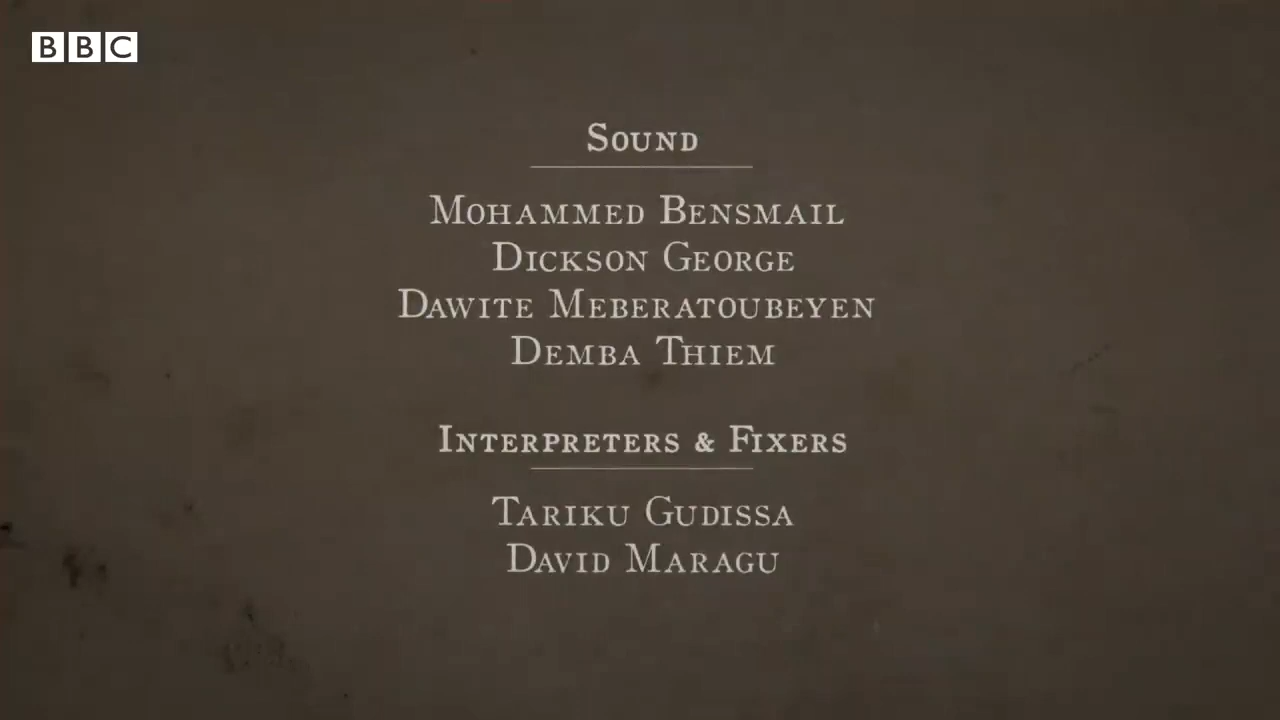 BBC
SOUND
MOHAMMED BENSMAIL
DICKSON GEORGE
DAWITE MEBERATOUBEYEN
DEMBA THIEM
INTERPRETERS & FIXERS
TARIKU GUDISSA
DAVID MARAGU